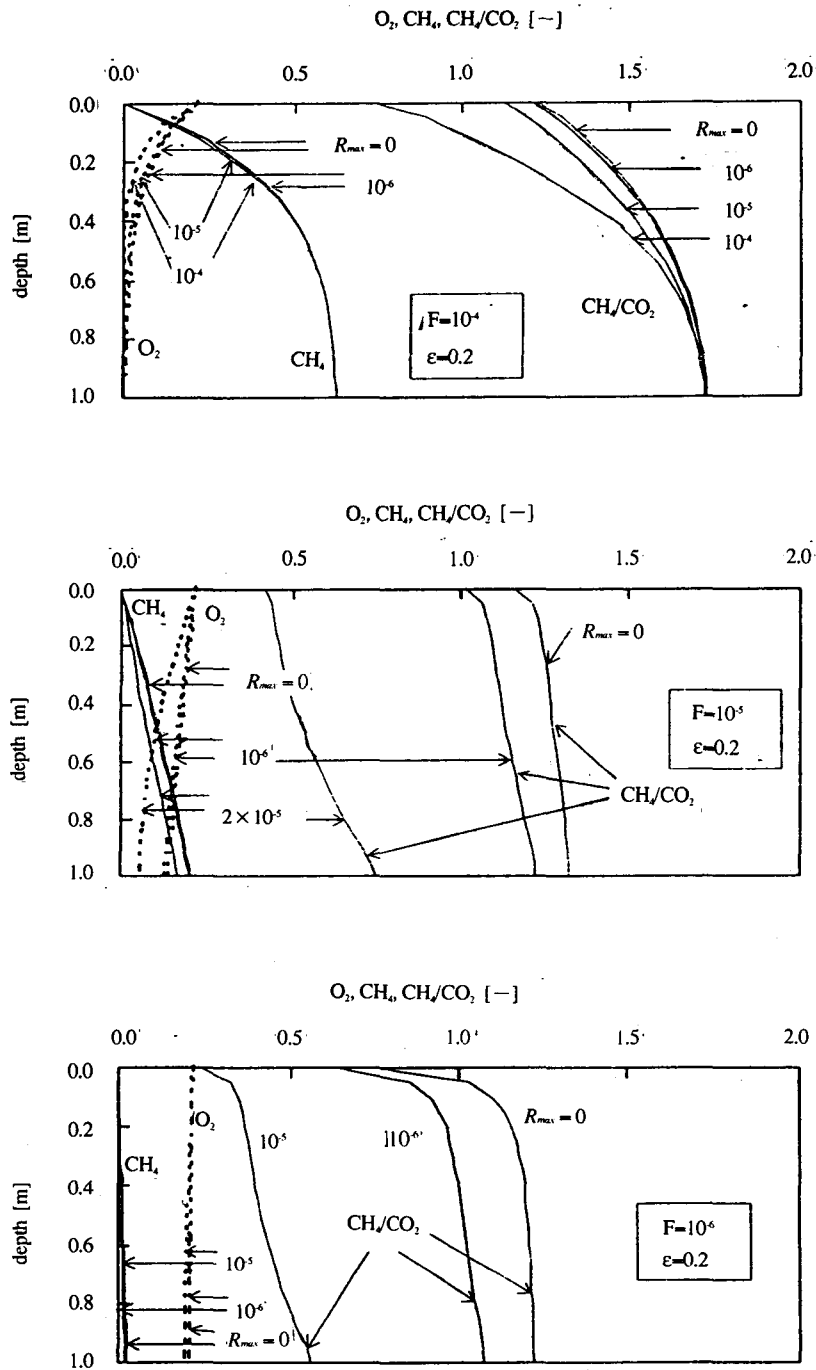 O₂, CH₄, CH₄/CO₂ [−]
0.0 0.5 1.0 1.5 2.0
0.0
0.2
0.4
0.6
0.8
1.0
depth [m]
Rmax = 0
10⁻⁶
10⁻⁵
10⁻⁴
Rmax = 0
10⁻⁶
10⁻⁵
10⁻⁴
O₂
CH₄
CH₄/CO₂
F=10⁻⁴
ε=0.2
O₂, CH₄, CH₄/CO₂ [−]
0.0 0.5 1.0 1.5 2.0
0.0
0.2
0.4
0.6
0.8
1.0
depth [m]
CH₄
O₂
Rmax = 0
Rmax = 0
10⁻⁶
2×10⁻⁵
CH₄/CO₂
F=10⁻⁵
ε=0.2
O₂, CH₄, CH₄/CO₂ [−]
0.0 0.5 1.0 1.5 2.0
0.0
0.2
0.4
0.6
0.8
1.0
depth [m]
O₂
CH₄
10⁻⁵
10⁻⁶
Rmax = 0
CH₄/CO₂
10⁻⁵
10⁻⁶
Rmax = 0
F=10⁻⁶
ε=0.2